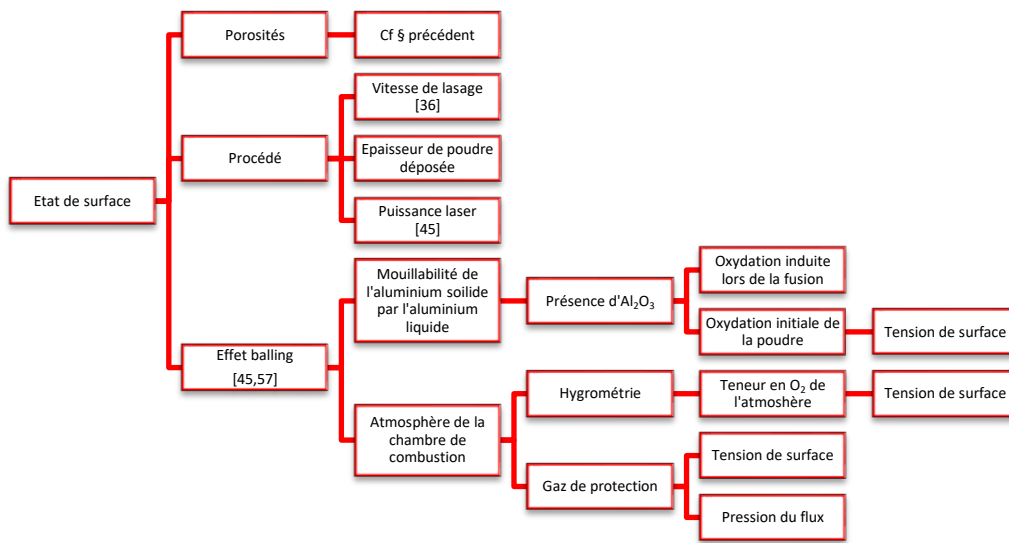 Porosités
Cf § précédent
Vitesse de lasage
[36]
Procédé
Epaisseur de poudre
déposée
Etat de surface
Puissance laser
[45]
Mouillabilité de
l'aluminium soilide
par l'aluminium
liquide
Présence d'Al₂O₃
Oxydation induite
lors de la fusion
Oxydation initiale de
la poudre
Tension de surface
Effet balling
[45,57]
Atmosphère de la
chambre de
combustion
Hygrométrie
Teneur en O₂ de
l'atmoshère
Tension de surface
Gaz de protection
Tension de surface
Pression du flux